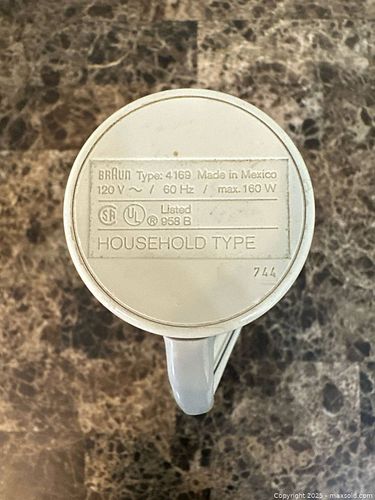 BRAUN Type: 4169 Made in Mexico
120 V ~ / 60 Hz / max. 160 W
SA UL ® Listed
958 B
HOUSEHOLD TYPE
744
Copyright 2025 - maxsold.com